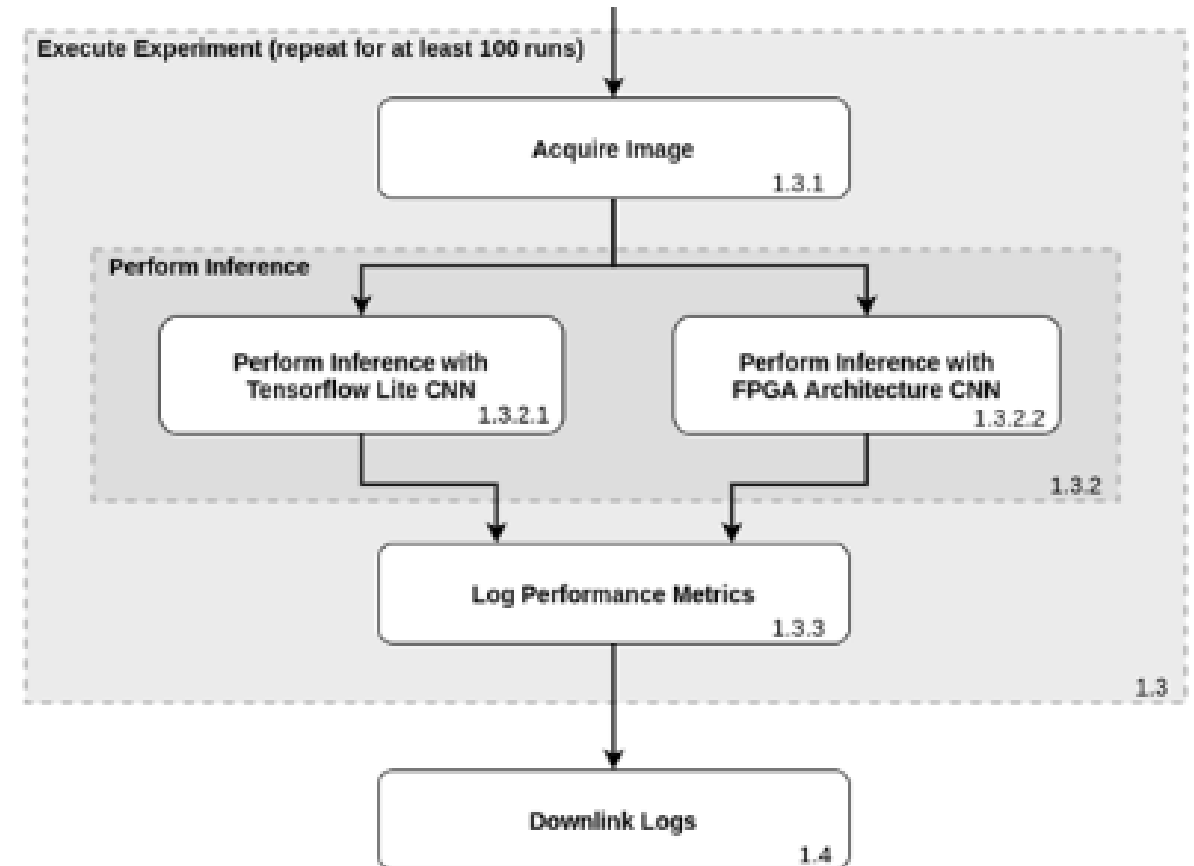 Execute Experiment (repeat for at least 100 runs)
Acquire Image
1.3.1
Perform Inference
Perform Inference with
Tensorflow Lite CNN
1.3.2.1
Perform Inference with
FPGA Architecture CNN
1.3.2.2
1.3.2
Log Performance Metrics
1.3.3
1.3
Downlink Logs
1.4